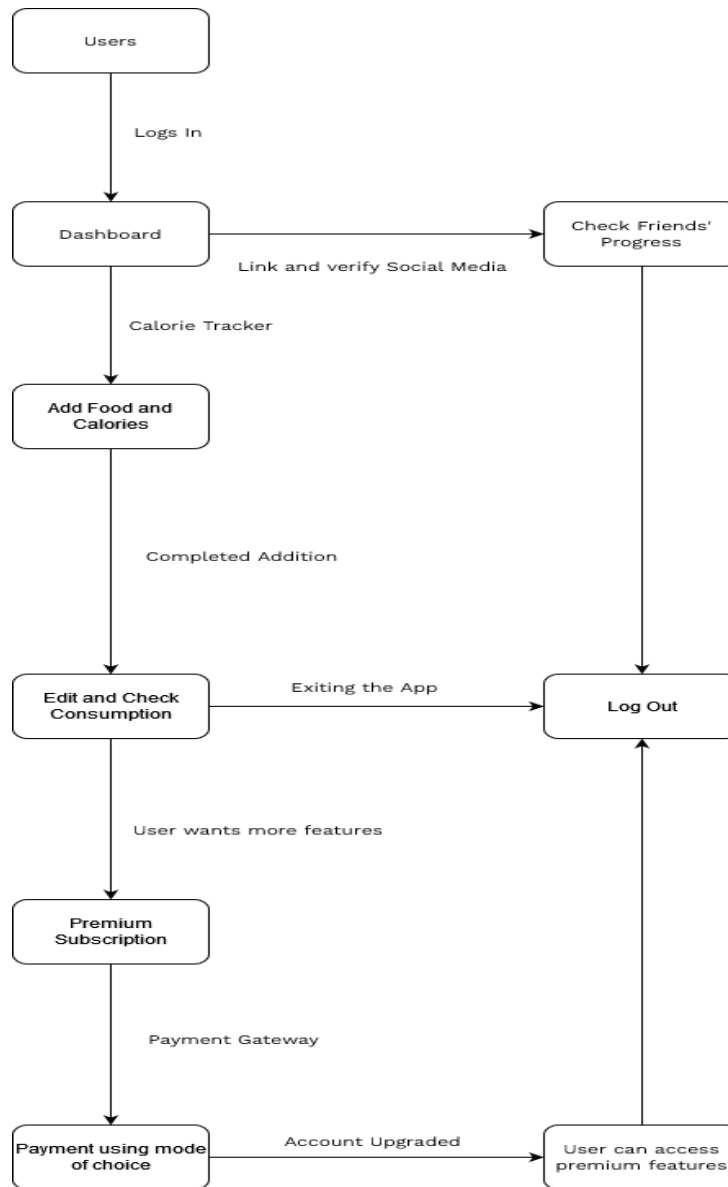 Users
Logs In
Dashboard
Link and verify Social Media
Check Friends'
Progress
Calorie Tracker
Add Food and
Calories
Completed Addition
Edit and Check
Consumption
Exiting the App
Log Out
User wants more features
Premium
Subscription
Payment Gateway
Payment using mode
of choice
Account Upgraded
User can access
premium features